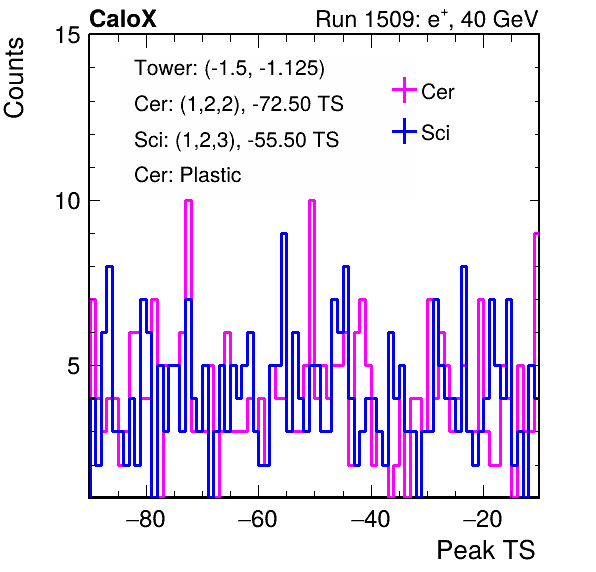 CaloX Run 1509: e⁺, 40 GeV
Counts
15
10
5
Tower: (-1.5, -1.125)
Cer: (1,2,2), -72.50 TS
Sci: (1,2,3), -55.50 TS
Cer: Plastic
Cer
Sci
−80 −60 −40 −20
Peak TS